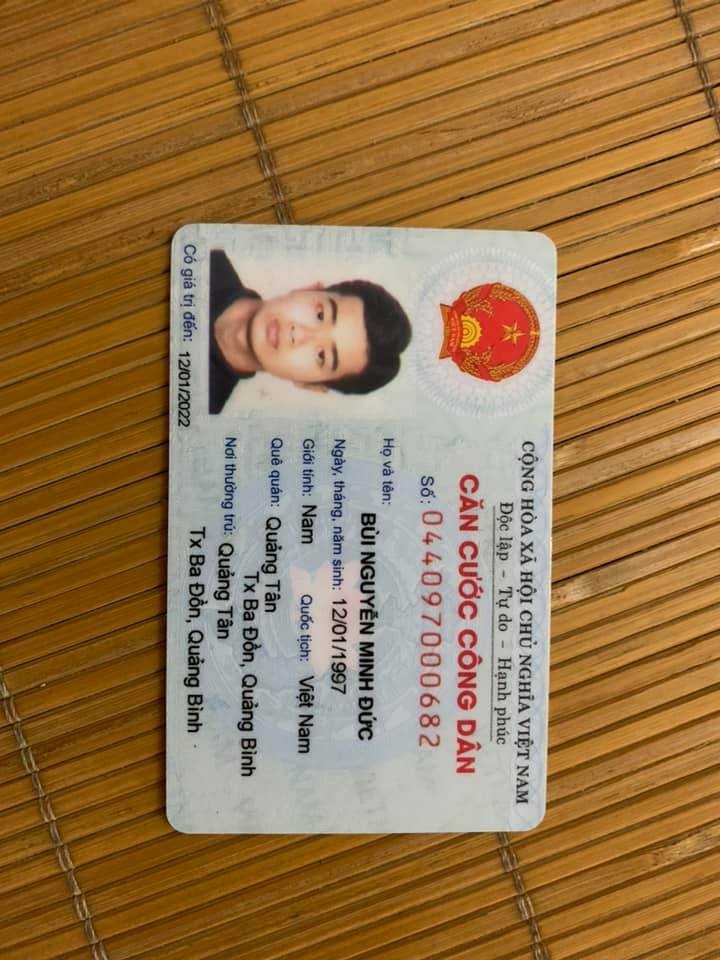 CỘNG HÒA XÃ HỘI CHỦ NGHĨA VIỆT NAM
Độc lập - Tự do - Hạnh phúc
CĂN CƯỚC CÔNG DÂN
Số: 044097000682
Họ và tên:
BÙI NGUYỄN MINH ĐỨC
Ngày, tháng, năm sinh: 12/01/1997
Giới tính: Nam Quốc tịch: Việt Nam
Quê quán: Quảng Tân
Tx Ba Đồn, Quảng Bình
Nơi thường trú: Quảng Tân
Tx Ba Đồn, Quảng Bình
Có giá trị đến: 12/01/2022